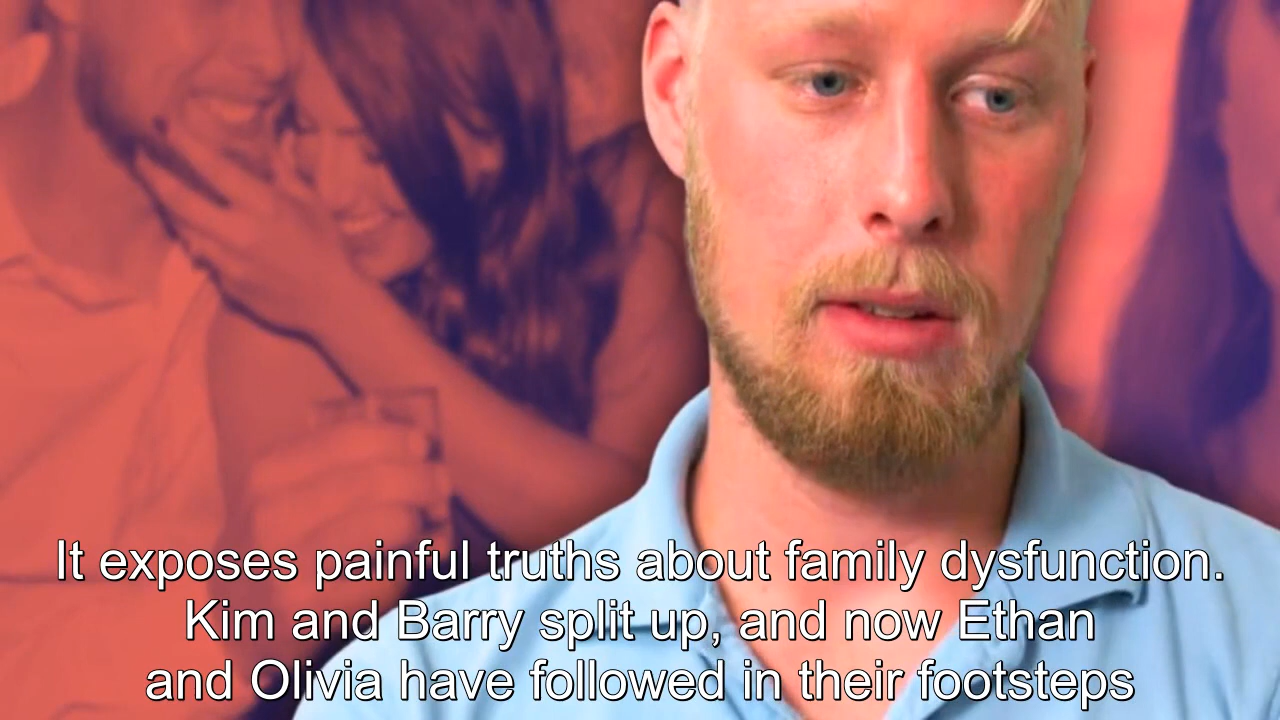 It exposes painful truths about family dysfunction.
Kim and Barry split up, and now Ethan
and Olivia have followed in their footsteps